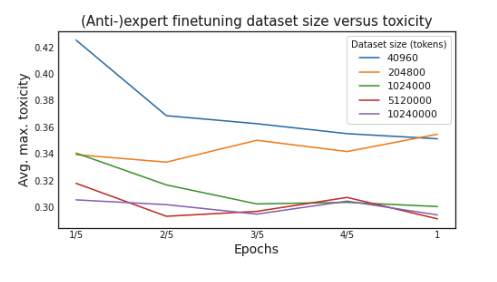 (Anti-)expert finetuning dataset size versus toxicity
Avg. max. toxicity
0.42
0.40
0.38
0.36
0.34
0.32
0.30
Dataset size (tokens)
40960
204800
1024000
5120000
10240000
1/5 2/5 3/5 4/5 1
Epochs